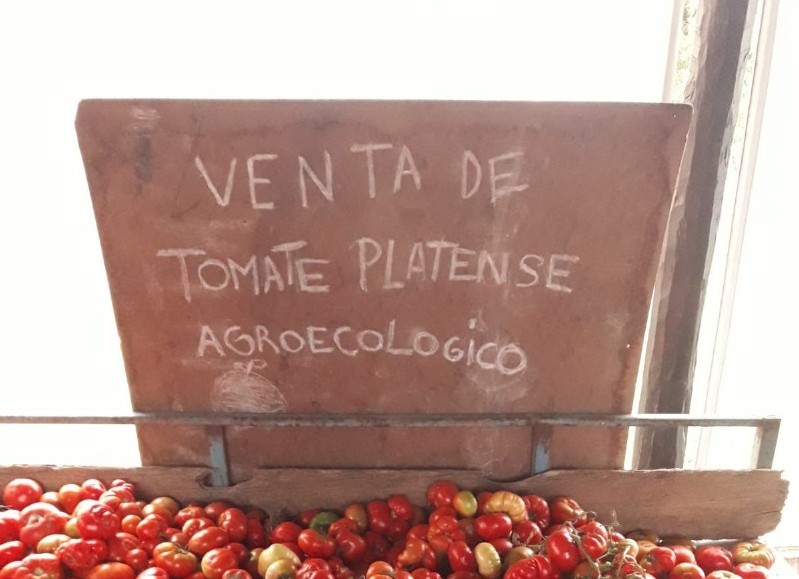 VENTA DE
TOMATE PLATENSE
AGROECOLOGICO